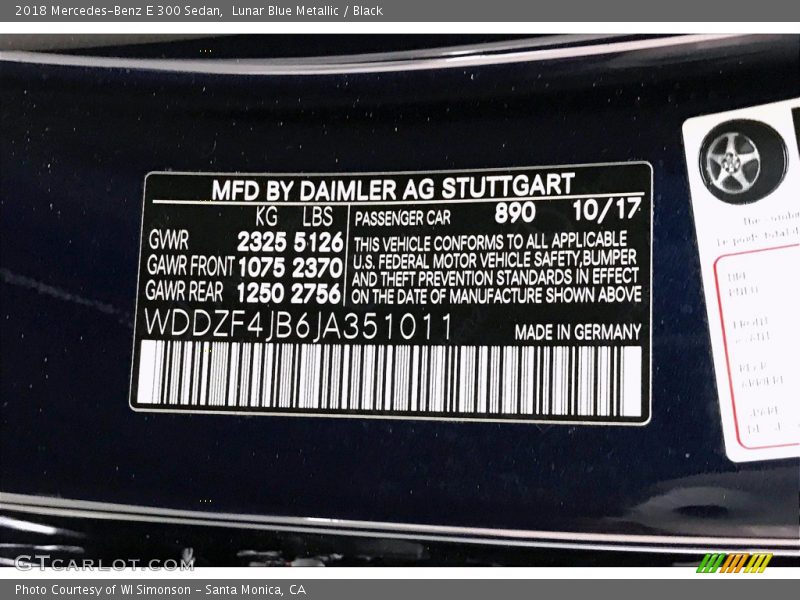 2018 Mercedes-Benz E 300 Sedan,  Lunar Blue Metallic / Black
MFD BY DAIMLER AG STUTTGART
KG LBS
GVWR 2325 5126
GAWR FRONT 1075 2370
GAWR REAR 1250 2756
PASSENGER CAR 890 10/17
THIS VEHICLE CONFORMS TO ALL APPLICABLE
U.S. FEDERAL MOTOR VEHICLE SAFETY,BUMPER
AND THEFT PREVENTION STANDARDS IN EFFECT
ON THE DATE OF MANUFACTURE SHOWN ABOVE
WDDZF4JB6JA351011 MADE IN GERMANY
GTCARLOT.COM
Photo Courtesy of WI Simonson - Santa Monica, CA